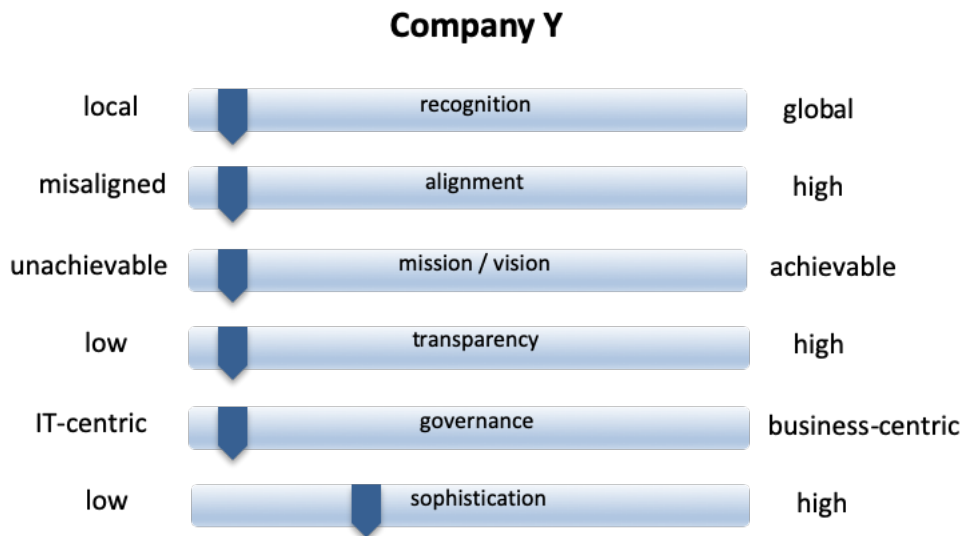 Company Y
local recognition global
misaligned alignment high
unachievable mission / vision achievable
low transparency high
IT-centric governance business-centric
low sophistication high